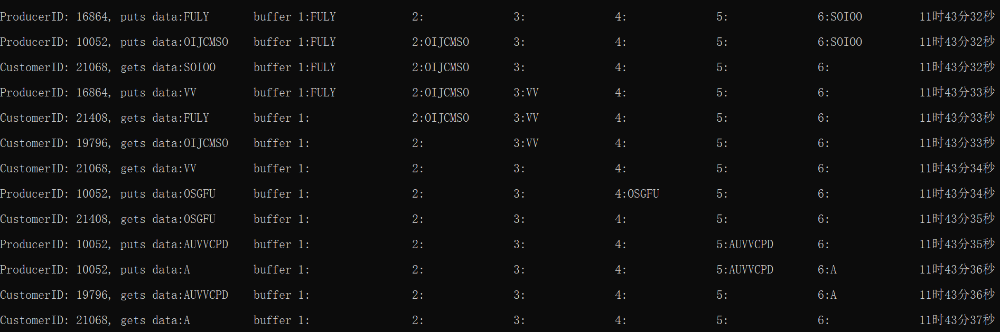 ProducerID: 16864, puts data:FULY buffer 1:FULY 2: 3: 4: 5: 6:SOIOO 11时43分32秒
ProducerID: 10052, puts data:OIJCMSO buffer 1:FULY 2:OIJCMSO 3: 4: 5: 6:SOIOO 11时43分32秒
CustomerID: 21068, gets data:SOIOO buffer 1:FULY 2:OIJCMSO 3: 4: 5: 6: 11时43分32秒
ProducerID: 16864, puts data:VV buffer 1:FULY 2:OIJCMSO 3:VV 4: 5: 6: 11时43分33秒
CustomerID: 21408, gets data:FULY buffer 1: 2:OIJCMSO 3:VV 4: 5: 6: 11时43分33秒
CustomerID: 19796, gets data:OIJCMSO buffer 1: 2: 3:VV 4: 5: 6: 11时43分33秒
CustomerID: 21068, gets data:VV buffer 1: 2: 3: 4: 5: 6: 11时43分34秒
ProducerID: 10052, puts data:OSGFU buffer 1: 2: 3: 4:OSGFU 5: 6: 11时43分34秒
CustomerID: 21408, gets data:OSGFU buffer 1: 2: 3: 4: 5: 6: 11时43分35秒
ProducerID: 10052, puts data:AUVVCPD buffer 1: 2: 3: 4: 5:AUVVCPD 6: 11时43分35秒
ProducerID: 10052, puts data:A buffer 1: 2: 3: 4: 5:AUVVCPD 6:A 11时43分36秒
CustomerID: 19796, gets data:AUVVCPD buffer 1: 2: 3: 4: 5: 6:A 11时43分36秒
CustomerID: 21068, gets data:A buffer 1: 2: 3: 4: 5: 6: 11时43分37秒